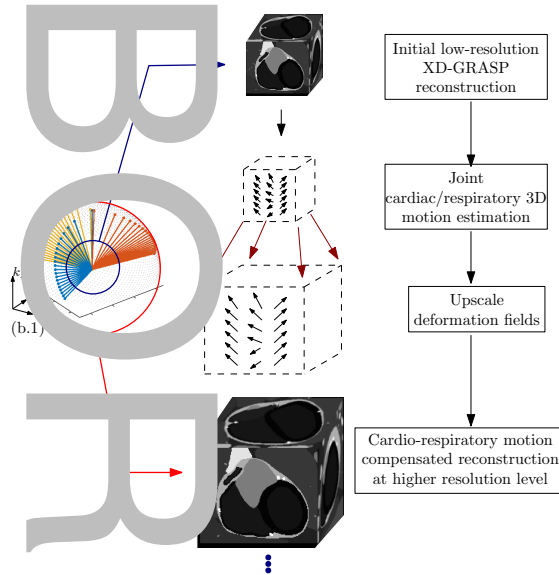 B
O
R
Initial low-resolution
XD-GRASP
reconstruction
Joint
cardiac/respiratory 3D
motion estimation
k
(b.1)
Upscale
deformation fields
Cardio-respiratory motion
compensated reconstruction
at higher resolution level